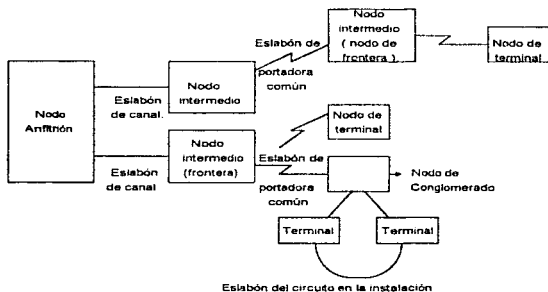 Nodo
intermedio
( nodo de
frontera )
Nodo de
terminal
Eslabón de
portadora
común
Nodo
intermedio
Nodo
Anfitrión
Eslabón
de canal.
Nodo de
terminal
Nodo
intermedio
(frontera)
Eslabón de
portadora
común
Eslabón
de canal
Nodo de
Conglomerado
Terminal
Terminal
Eslabón del circuito en la instalación